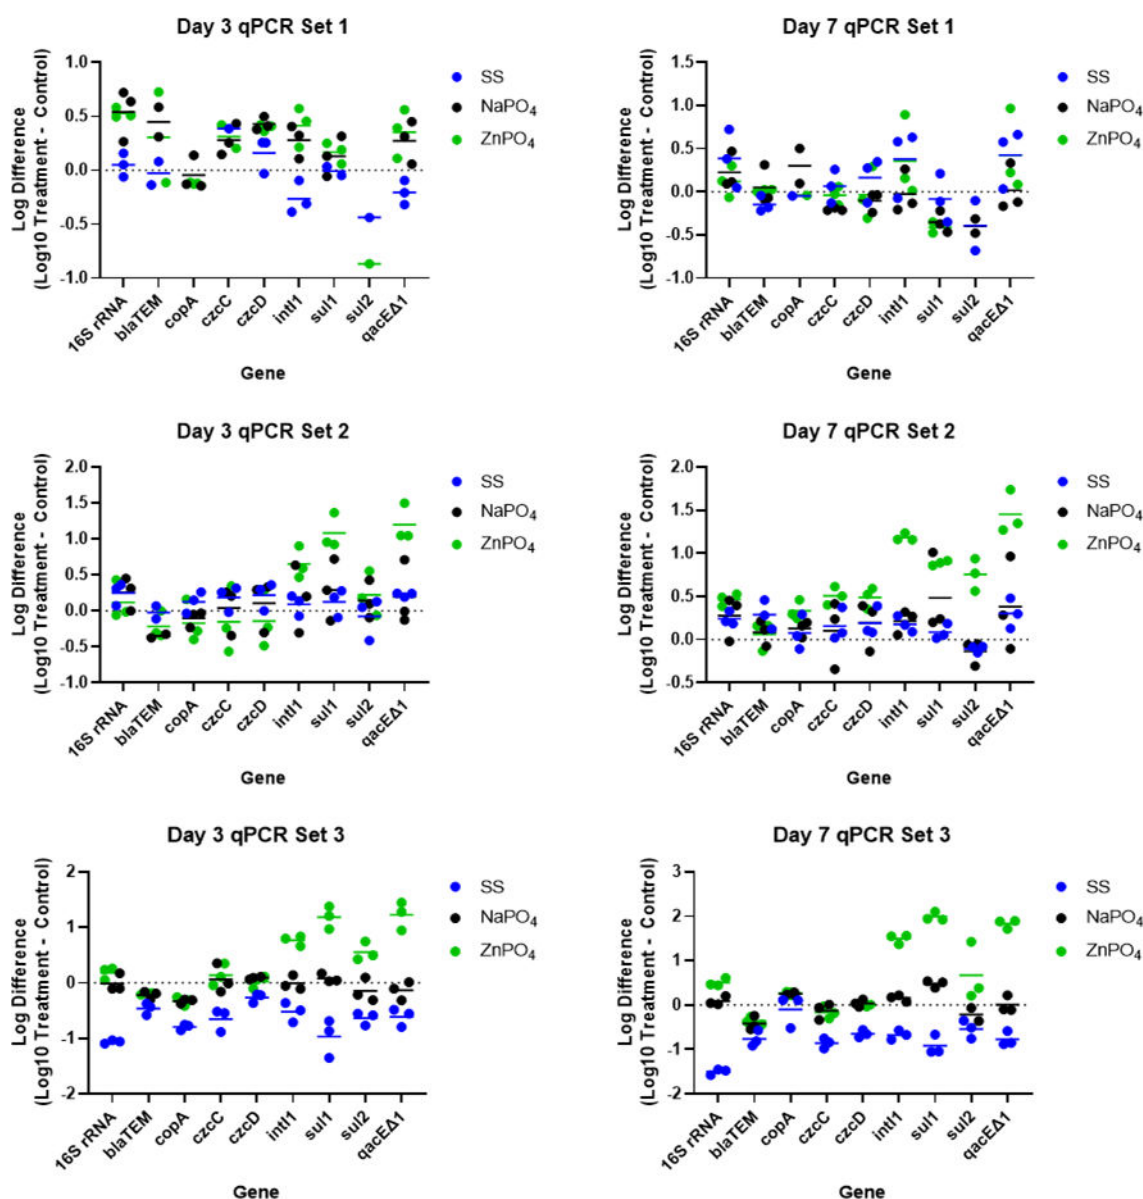 Day 3 qPCR Set 1
Log Difference
(Log10 Treatment - Control)
1.0
0.5
0.0
-0.5
-1.0
16S rRNA
blaTEM
copA
czcC
czcD
intI1
sul1
sul2
qacEΔ1
Gene
SS
NaPO₄
ZnPO₄
Day 7 qPCR Set 1
Log Difference
(Log10 Treatment - Control)
1.5
1.0
0.5
0.0
-0.5
-1.0
16S rRNA
blaTEM
copA
czcC
czcD
intI1
sul1
sul2
qacEΔ1
Gene
SS
NaPO₄
ZnPO₄
Day 3 qPCR Set 2
Log Difference
(Log10 Treatment - Control)
2.0
1.5
1.0
0.5
0.0
-0.5
-1.0
16S rRNA
blaTEM
copA
czcC
czcD
intI1
sul1
sul2
qacEΔ1
Gene
SS
NaPO₄
ZnPO₄
Day 7 qPCR Set 2
Log Difference
(Log10 Treatment - Control)
2.0
1.5
1.0
0.5
0.0
-0.5
16S rRNA
blaTEM
copA
czcC
czcD
intI1
sul1
sul2
qacEΔ1
Gene
SS
NaPO₄
ZnPO₄
Day 3 qPCR Set 3
Log Difference
(Log10 Treatment - Control)
2
1
0
-1
-2
16S rRNA
blaTEM
copA
czcC
czcD
intI1
sul1
sul2
qacEΔ1
Gene
SS
NaPO₄
ZnPO₄
Day 7 qPCR Set 3
Log Difference
(Log10 Treatment - Control)
3
2
1
0
-1
-2
16S rRNA
blaTEM
copA
czcC
czcD
intI1
sul1
sul2
qacEΔ1
Gene
SS
NaPO₄
ZnPO₄